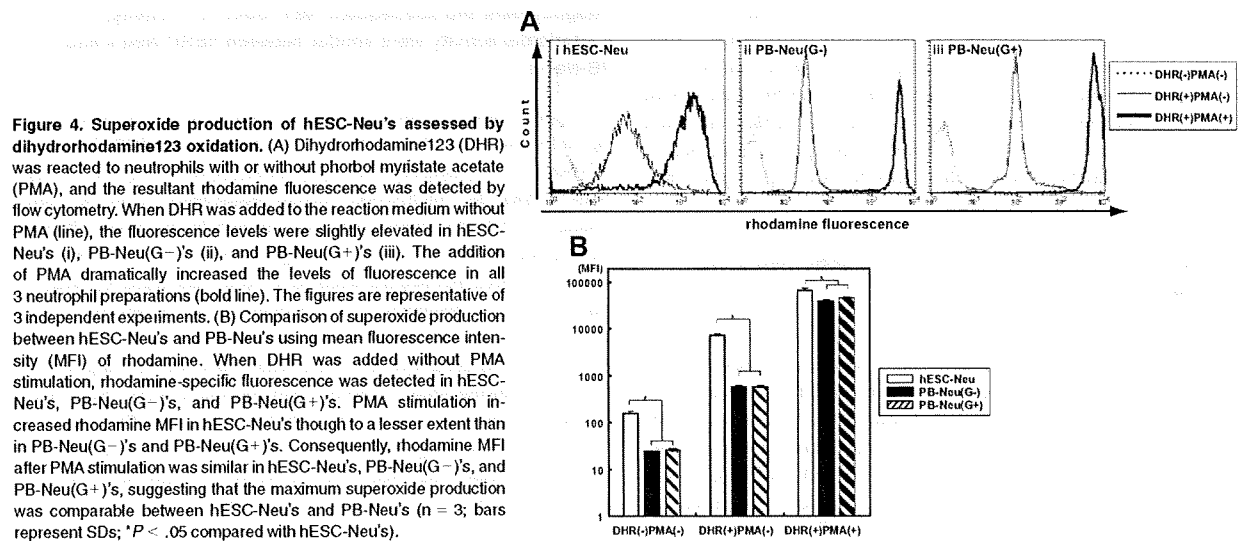 Figure 4. Superoxide production of hESC-Neu's assessed by
dihydrorhodamine123 oxidation. (A) Dihydrorhodamine123 (DHR)
was reacted to neutrophils with or without phorbol myristate acetate
(PMA), and the resultant rhodamine fluorescence was detected by
flow cytometry. When DHR was added to the reaction medium without
PMA (line), the fluorescence levels were slightly elevated in hESC-
Neu's (i), PB-Neu(G−)'s (ii), and PB-Neu(G+)'s (iii). The addition
of PMA dramatically increased the levels of fluorescence in all
3 neutrophil preparations (bold line). The figures are representative of
3 independent experiments. (B) Comparison of superoxide production
between hESC-Neu's and PB-Neu's using mean fluorescence inten-
sity (MFI) of rhodamine. When DHR was added without PMA
stimulation, rhodamine-specific fluorescence was detected in hESC-
Neu's, PB-Neu(G−)'s, and PB-Neu(G+)'s. PMA stimulation in-
creased rhodamine MFI in hESC-Neu's though to a lesser extent than
in PB-Neu(G−)'s and PB-Neu(G+)'s. Consequently, rhodamine MFI
after PMA stimulation was similar in hESC-Neu's, PB-Neu(G−)'s, and
PB-Neu(G+)'s, suggesting that the maximum superoxide production
was comparable between hESC-Neu's and PB-Neu's (n = 3; bars
represent SDs; *P < .05 compared with hESC-Neu's).
A
i hESC-Neu
ii PB-Neu(G-)
iii PB-Neu(G+)
Count
rhodamine fluorescence
DHR(-)PMA(-)
DHR(+)PMA(-)
DHR(+)PMA(+)
B
(MFI)
100000
10000
1000
100
10
1
DHR(-)PMA(-)
DHR(+)PMA(-)
DHR(+)PMA(+)
hESC-Neu
PB-Neu(G-)
PB-Neu(G+)